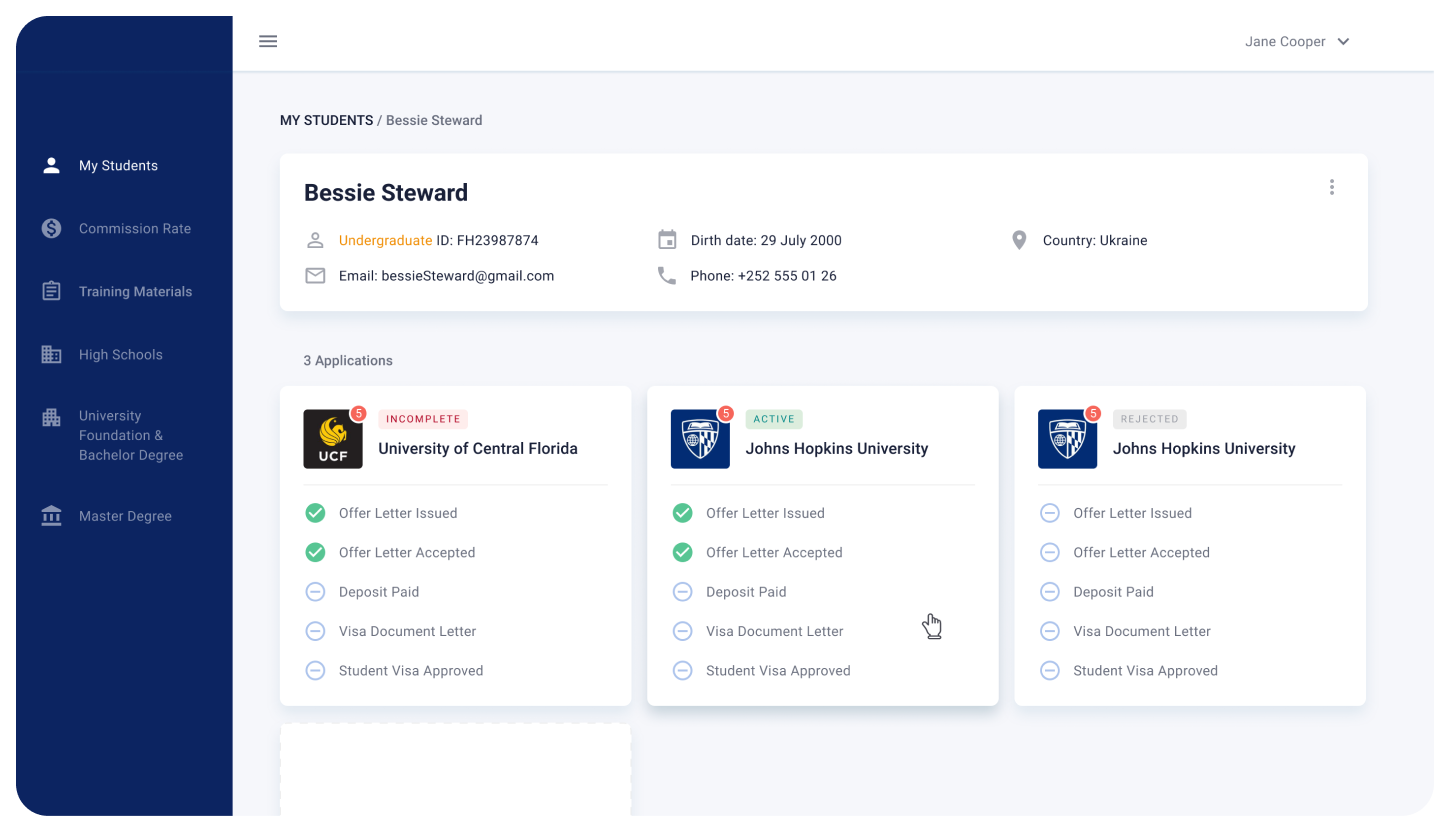 Jane Cooper
My Students
Commission Rate
Training Materials
High Schools
University
Foundation &
Bachelor Degree
Master Degree
MY STUDENTS / Bessie Steward
Bessie Steward
Undergraduate ID: FH23987874
Dirth date: 29 July 2000
Country: Ukraine
Email: bessieSteward@gmail.com
Phone: +252 555 01 26
3 Applications
UCF
5
INCOMPLETE
University of Central Florida
Offer Letter Issued
Offer Letter Accepted
Deposit Paid
Visa Document Letter
Student Visa Approved
5
ACTIVE
Johns Hopkins University
Offer Letter Issued
Offer Letter Accepted
Deposit Paid
Visa Document Letter
Student Visa Approved
5
REJECTED
Johns Hopkins University
Offer Letter Issued
Offer Letter Accepted
Deposit Paid
Visa Document Letter
Student Visa Approved